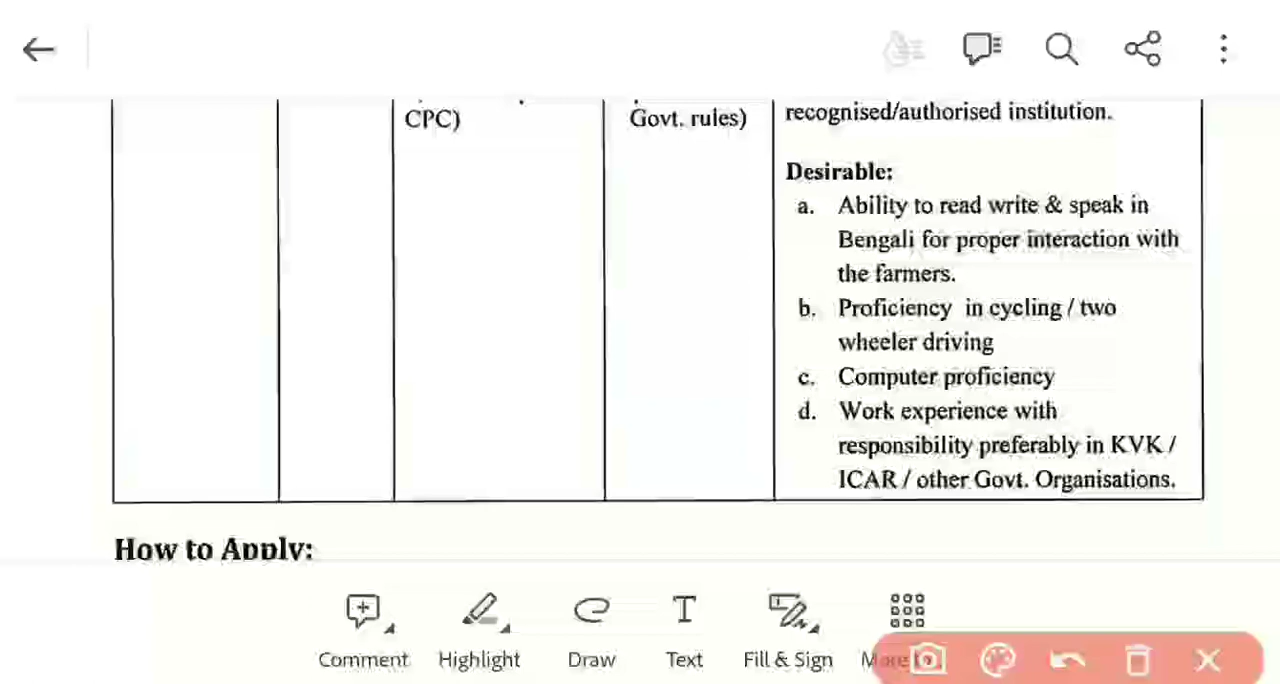 CPC)
Govt. rules)
recognised/authorised institution.
Desirable:
a. Ability to read write & speak in
Bengali for proper interaction with
the farmers.
b. Proficiency in cycling / two
wheeler driving
c. Computer proficiency
d. Work experience with
responsibility preferably in KVK /
ICAR / other Govt. Organisations.
How to Apply:
Comment
Highlight
Draw
Text
Fill & Sign